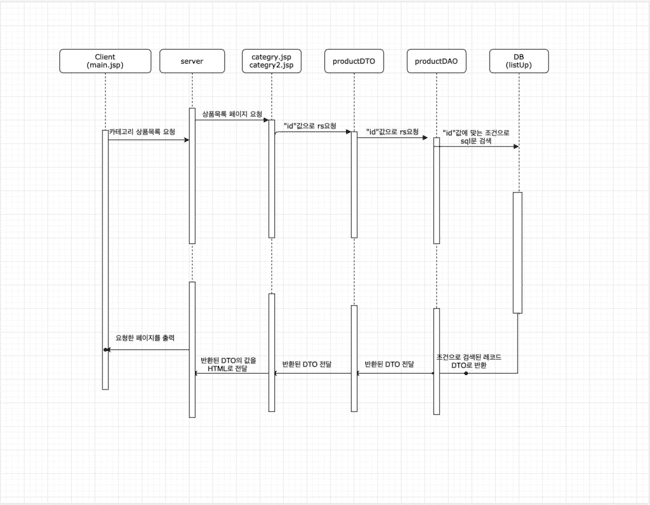 Client
(main.jsp)
server
categry.jsp
categry2.jsp
productDTO
productDAO
DB
(listUp)
상품목록 페이지 요청
카테고리 상품목록 요청
"id"값으로 rs요청
"id"값으로 rs요청
"id"값에 맞는 조건으로
sql문 검색
요청한 페이지를 출력
반환된 DTO의 값을
HTML로 전달
반환된 DTO 전달
반환된 DTO 전달
조건으로 검색된 레코드
DTO로 반환